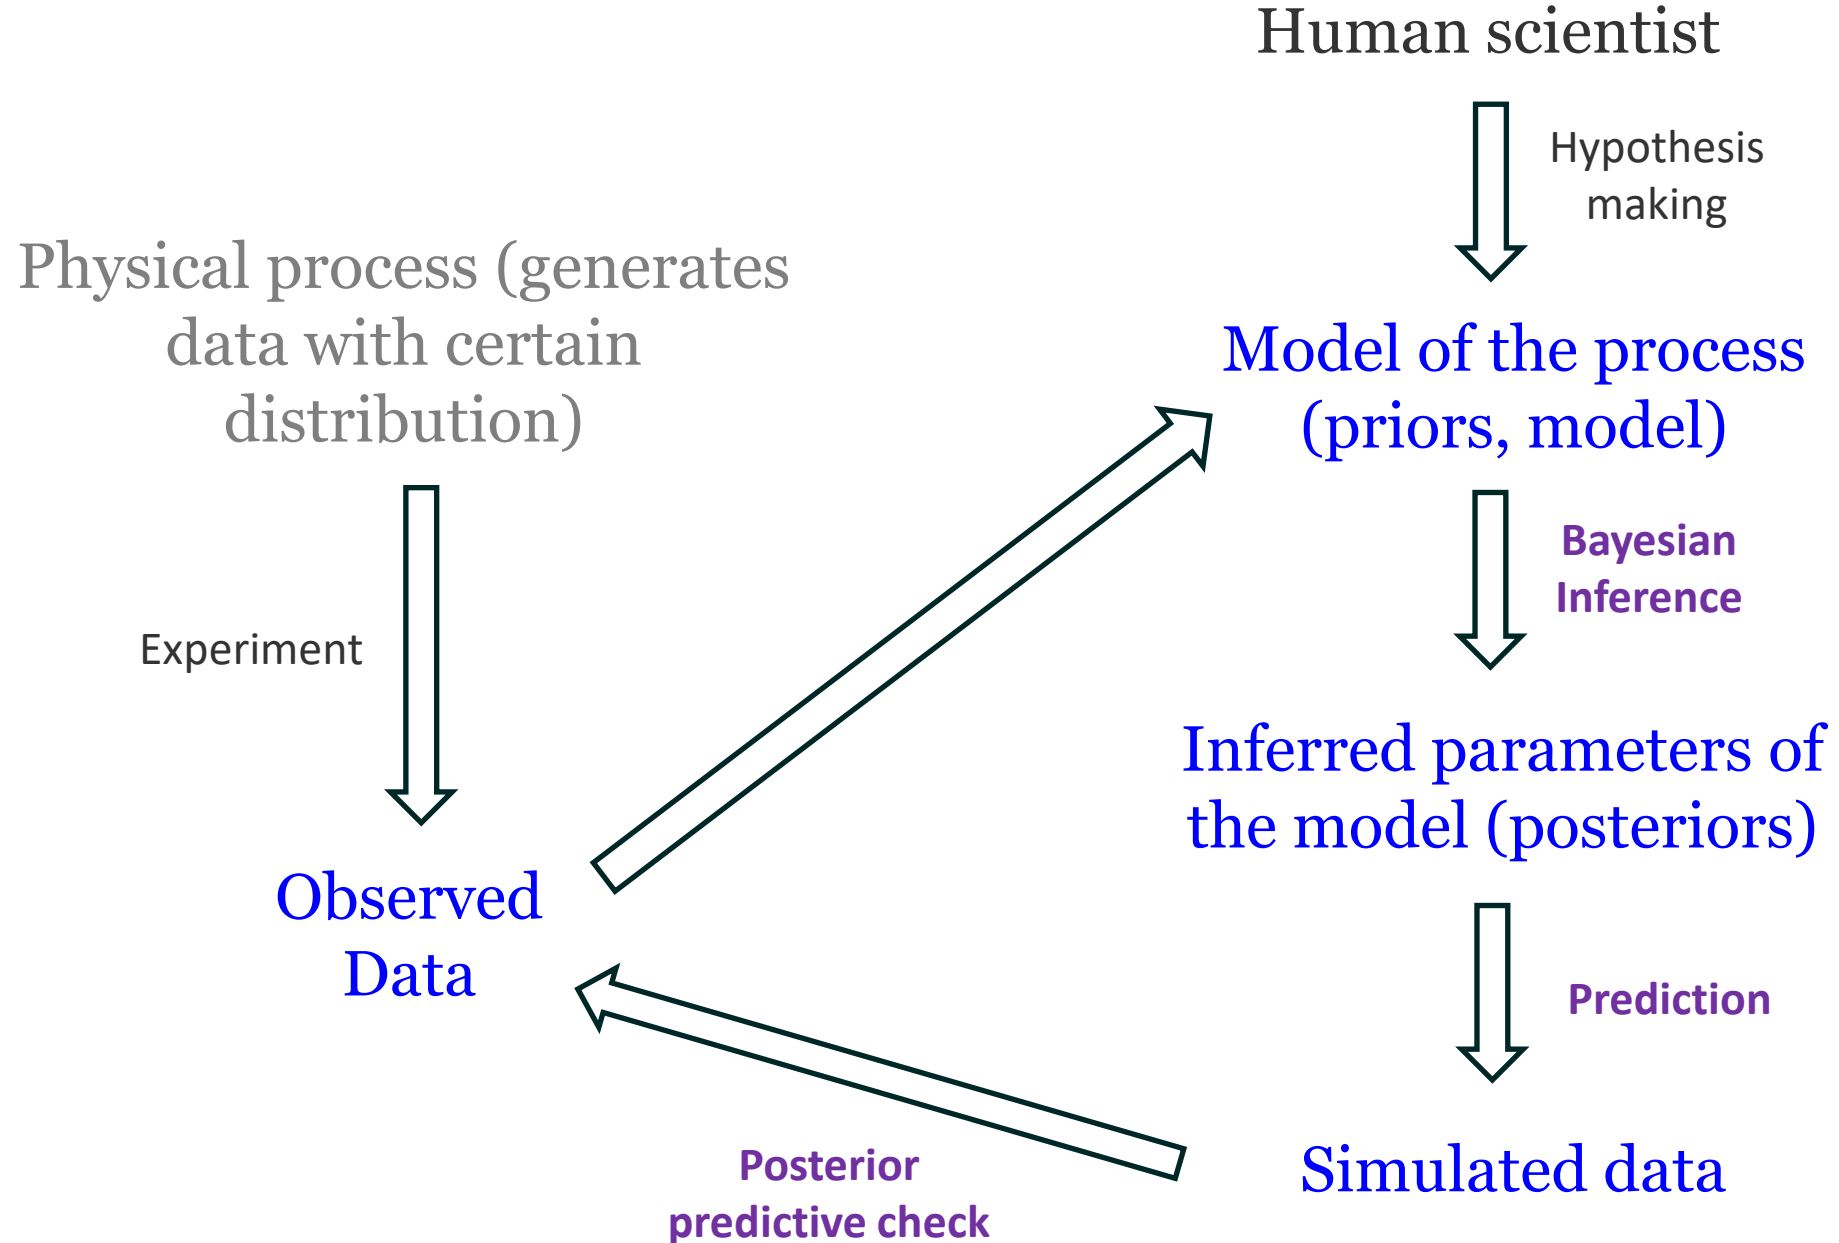 Human scientist
Hypothesis
making
Physical process (generates
data with certain
distribution)
Model of the process
(priors, model)
Bayesian
Inference
Experiment
Inferred parameters of
the model (posteriors)
Observed
Data
Prediction
Simulated data
Posterior
predictive check